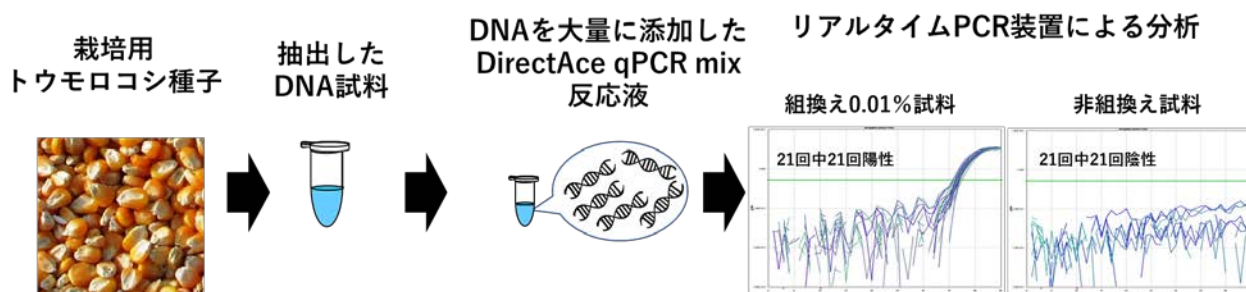 栽培用
トウモロコシ種子
抽出した
DNA試料
DNAを大量に添加した
DirectAce qPCR mix
反応液
リアルタイムPCR装置による分析
組換え0.01%試料
21回中21回陽性
非組換え試料
21回中21回陰性